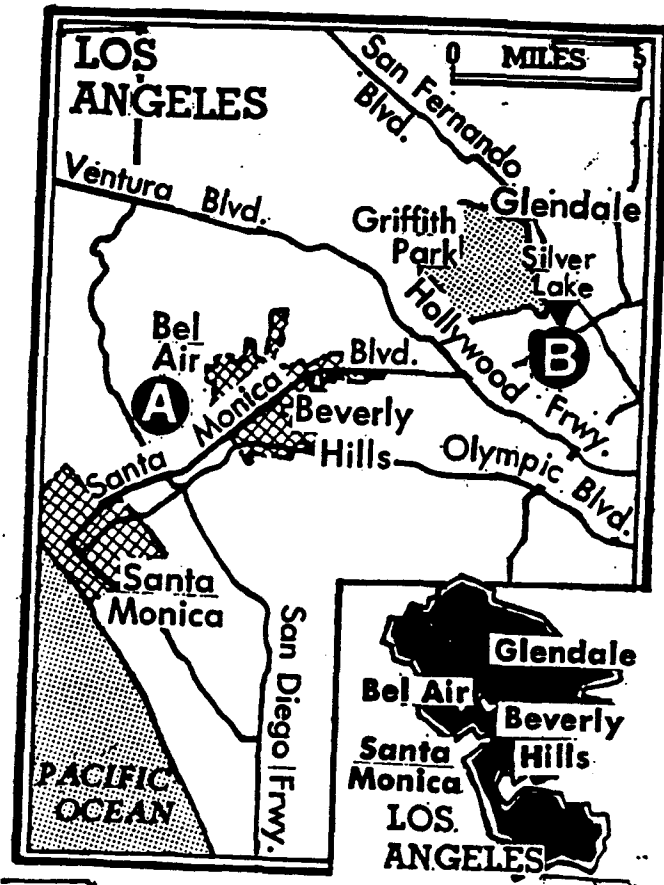 LOS
ANGELES
0 MILES 5
San Fernando
Blvd.
Ventura Blvd.
Glendale
Griffith
Park
Silver
Lake
Hollywood Frwy.
B
Bel
Air
A
Santa Monica Blvd.
Beverly
Hills
Olympic Blvd.
Santa
Monica
San Diego Frwy.
PACIFIC
OCEAN
Glendale
Bel Air
Beverly
Hills
Santa
Monica
LOS
ANGELES